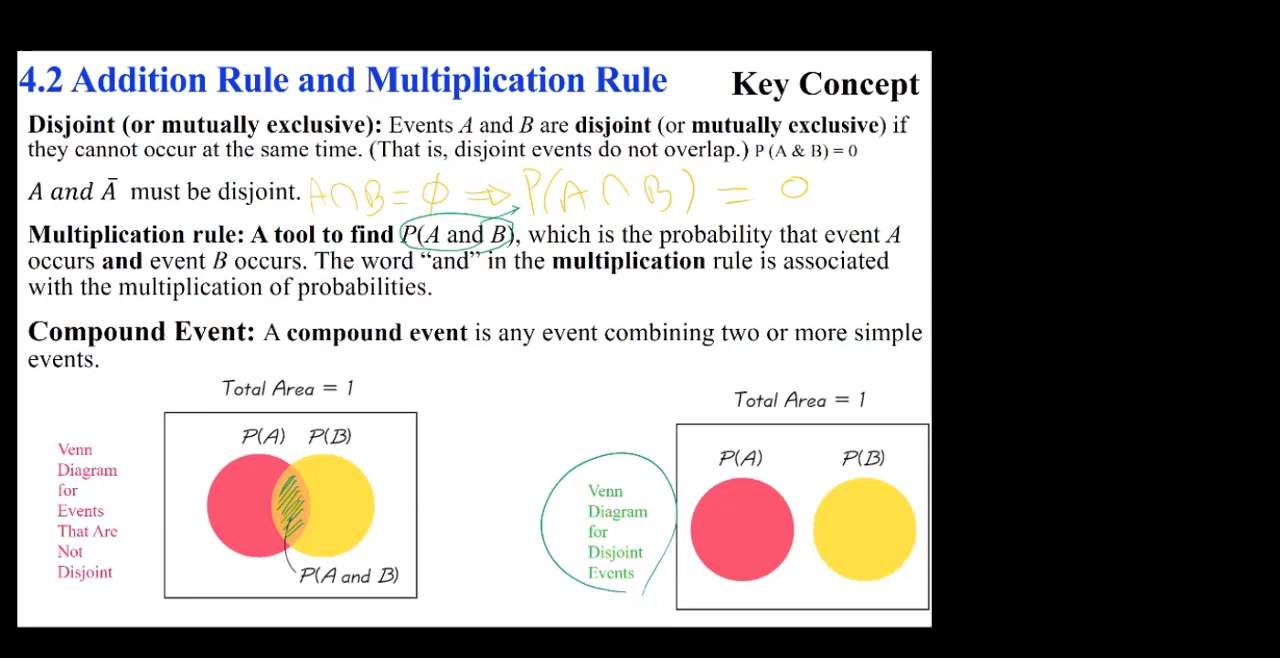 4.2 Addition Rule and Multiplication Rule Key Concept
Disjoint (or mutually exclusive): Events A and B are disjoint (or mutually exclusive) if
they cannot occur at the same time. (That is, disjoint events do not overlap.) P (A & B) = 0
A and Ā must be disjoint. A∩B = ϕ ⇒ P(A ∩ B) = 0
Multiplication rule: A tool to find P(A and B), which is the probability that event A
occurs and event B occurs. The word “and” in the multiplication rule is associated
with the multiplication of probabilities.
Compound Event: A compound event is any event combining two or more simple
events.
Total Area = 1
P(A) P(B)
Venn
Diagram
for
Events
That Are
Not
Disjoint
P(A and B)
Total Area = 1
P(A) P(B)
Venn
Diagram
for
Disjoint
Events